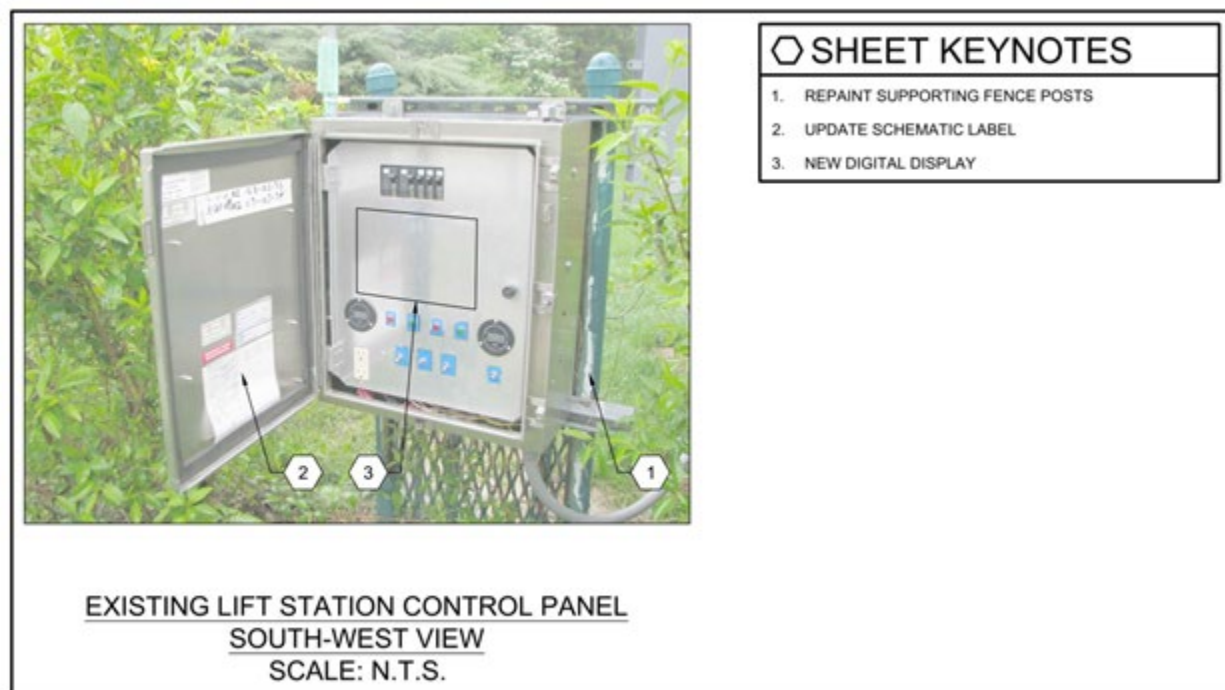 SHEET KEYNOTES
1. REPAINT SUPPORTING FENCE POSTS
2. UPDATE SCHEMATIC LABEL
3. NEW DIGITAL DISPLAY
2
3
1
EXISTING LIFT STATION CONTROL PANEL
SOUTH-WEST VIEW
SCALE: N.T.S.